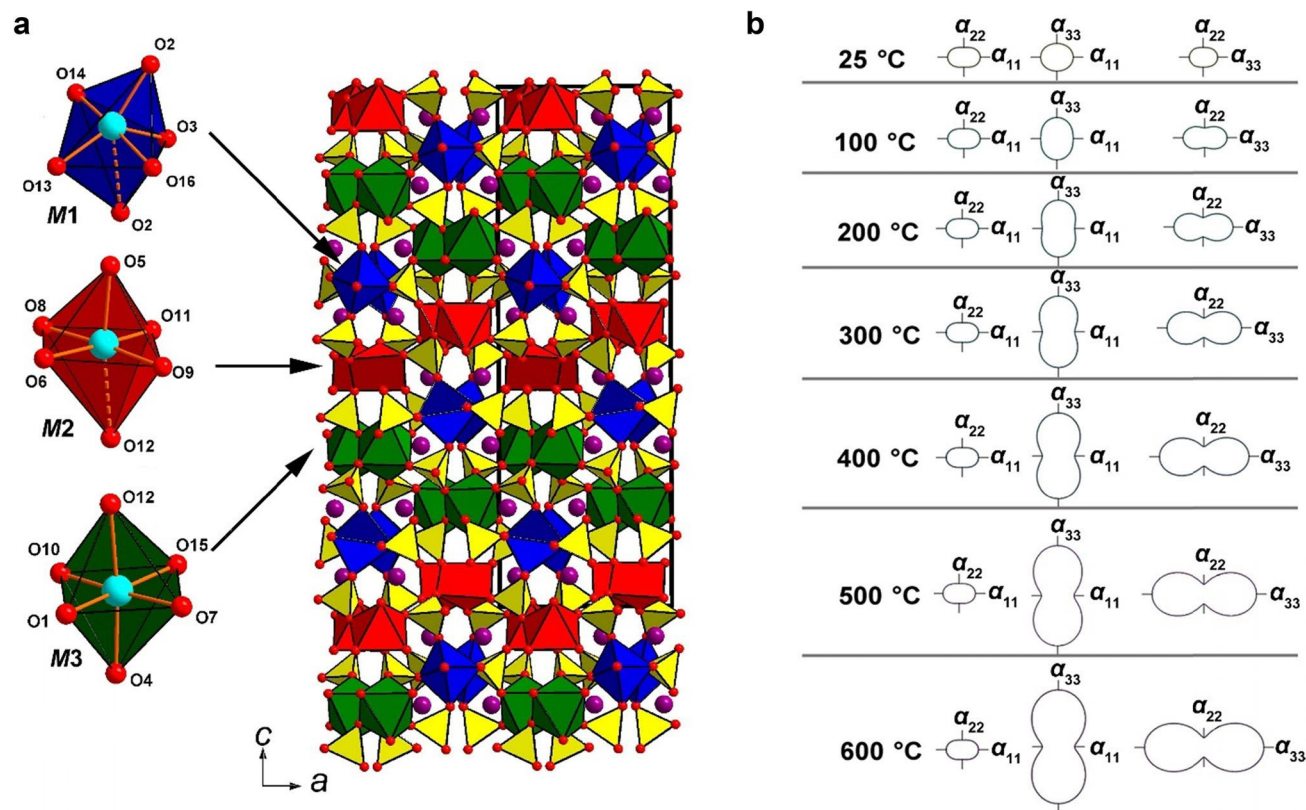 a
O2
O14
O3
O13
O16
M1
O2
O5
O8
O11
O6
O9
M2
O12
O12
O10
O15
O1
O7
M3
O4
c
a
b
25 °C
α22
α11
α33
α11
α22
α33
100 °C
α22
α11
α33
α11
α22
α33
200 °C
α22
α11
α33
α11
α22
α33
300 °C
α22
α11
α33
α11
α22
α33
400 °C
α22
α11
α33
α11
α22
α33
500 °C
α22
α11
α33
α11
α22
α33
600 °C
α22
α11
α33
α11
α22
α33